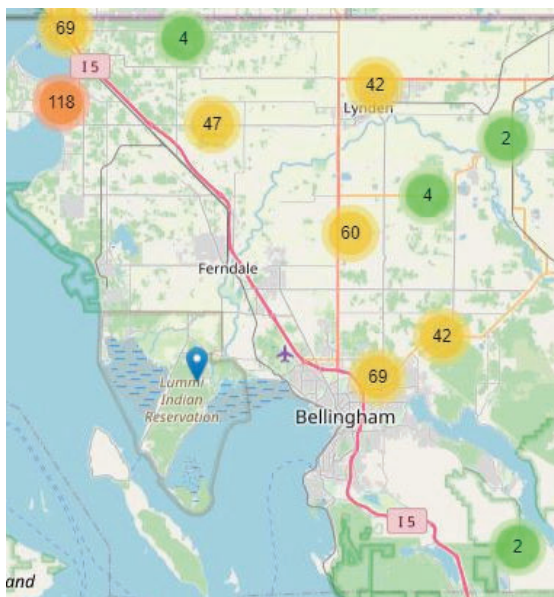 69
4
I 5
118
42
Lynden
47
2
4
60
Ferndale
42
Lummi
Indian
Reservation
69
Bellingham
I 5
2
and